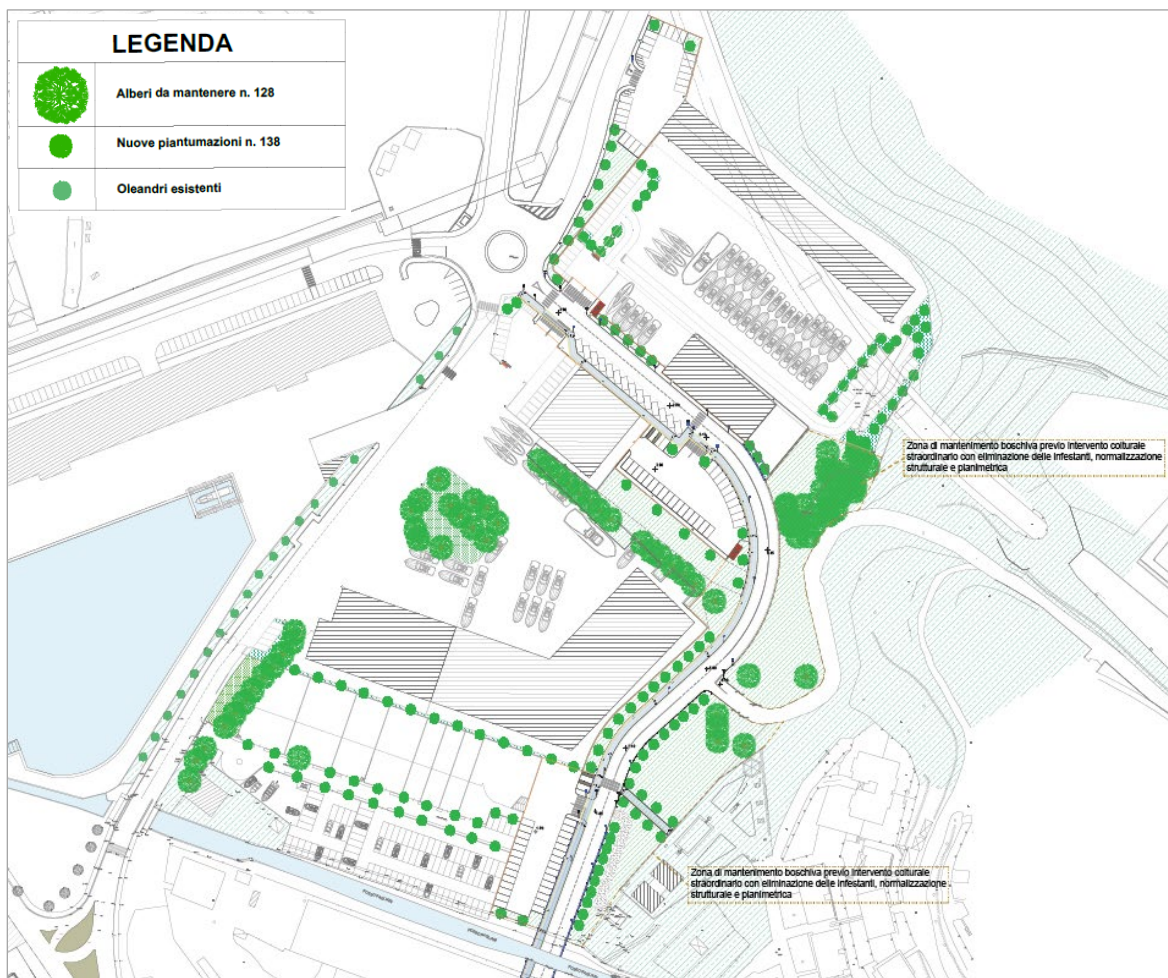 LEGENDA
Alberi da mantenere n. 128
Nuove piantumazioni n. 138
Oleandri esistenti
Zona di mantenimento boschiva previo intervento colturale
straordinario con eliminazione delle infestanti, normalizzazione
strutturale e planimetrica
Zona di mantenimento boschiva previo intervento colturale
straordinario con eliminazione delle infestanti, normalizzazione
strutturale e planimetrica